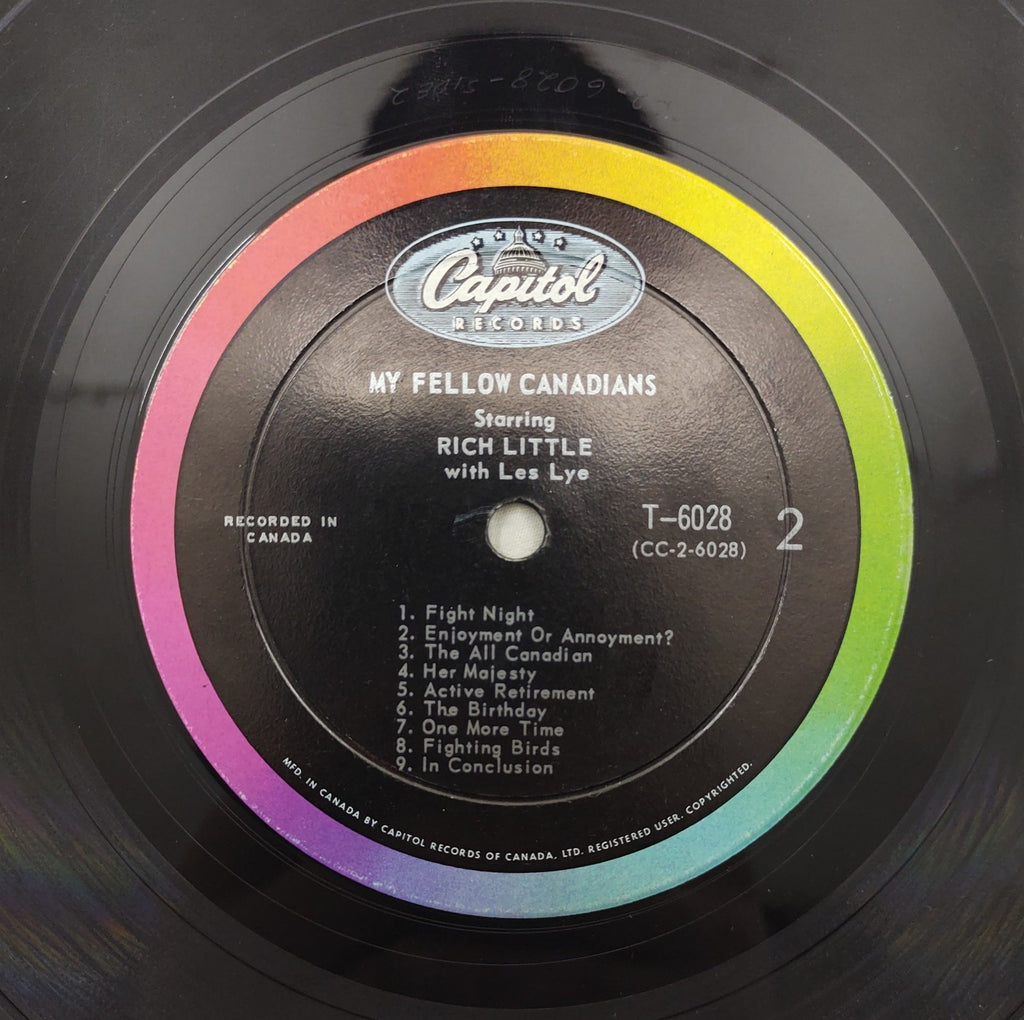 6028 - SIDE 2
Capitol
RECORDS
MY FELLOW CANADIANS
Starring
RICH LITTLE
with Les Lye
RECORDED IN
CANADA
T-6028
(CC-2-6028)
2
1. Fight Night
2. Enjoyment Or Annoyment?
3. The All Canadian
4. Her Majesty
5. Active Retirement
6. The Birthday
7. One More Time
8. Fighting Birds
9. In Conclusion
MFD. IN CANADA BY CAPITOL RECORDS OF CANADA, LTD. REGISTERED USER. COPYRIGHTED.